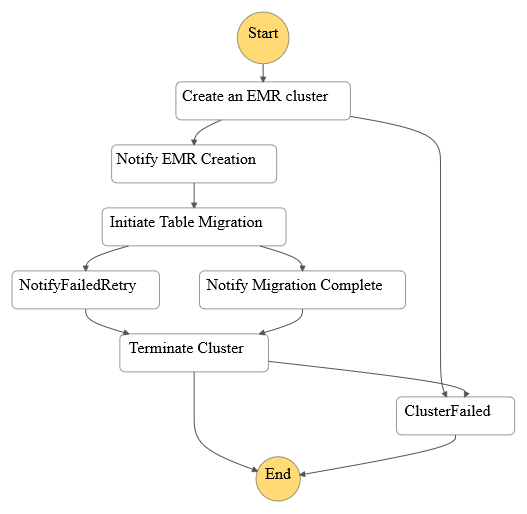 Start
Create an EMR cluster
Notify EMR Creation
Initiate Table Migration
NotifyFailedRetry
Notify Migration Complete
Terminate Cluster
ClusterFailed
End